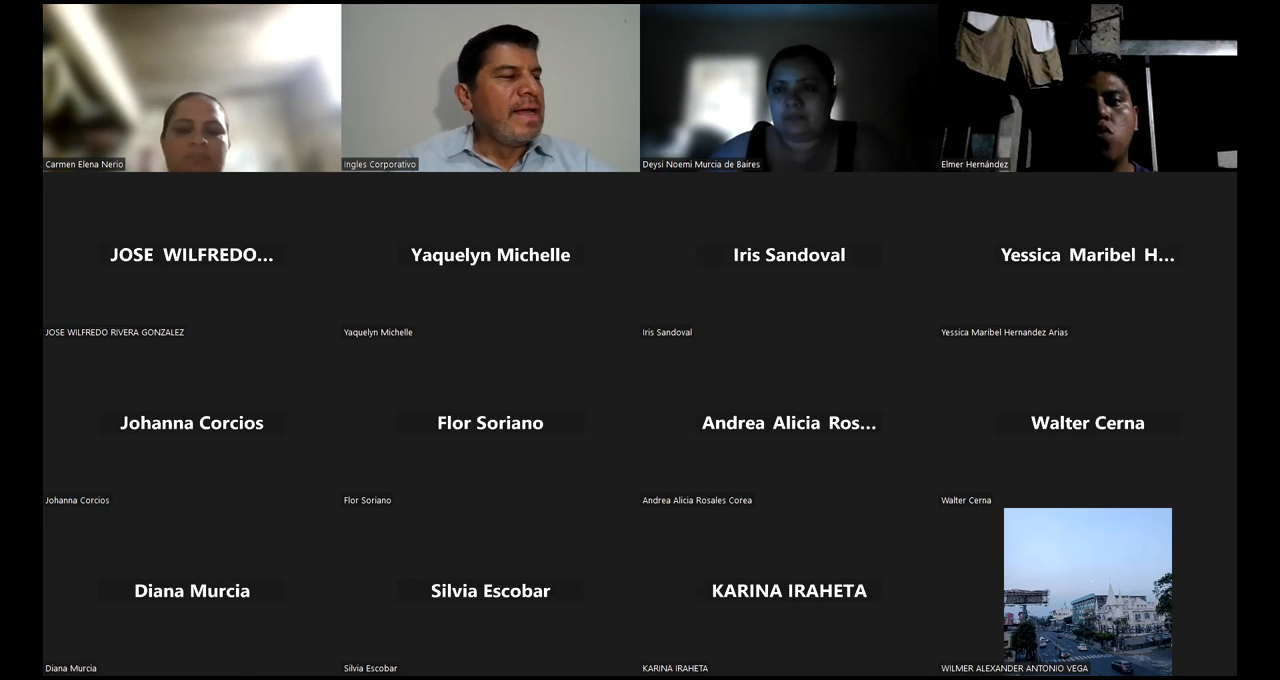 Carmen Elena Nerio
Ingles Corporativo
Deysi Noemi Murcia de Baires
Elmer Hernández
JOSE WILFREDO...
Yaquelyn Michelle
Iris Sandoval
Yessica Maribel H...
JOSE WILFREDO RIVERA GONZALEZ
Yaquelyn Michelle
Iris Sandoval
Yessica Maribel Hernandez Arias
Johanna Corcios
Flor Soriano
Andrea Alicia Ros...
Walter Cerna
Johanna Corcios
Flor Soriano
Andrea Alicia Rosales Corea
Walter Cerna
Diana Murcia
Silvia Escobar
KARINA IRAHETA
Diana Murcia
Silvia Escobar
KARINA IRAHETA
WILMER ALEXANDER ANTONIO VEGA